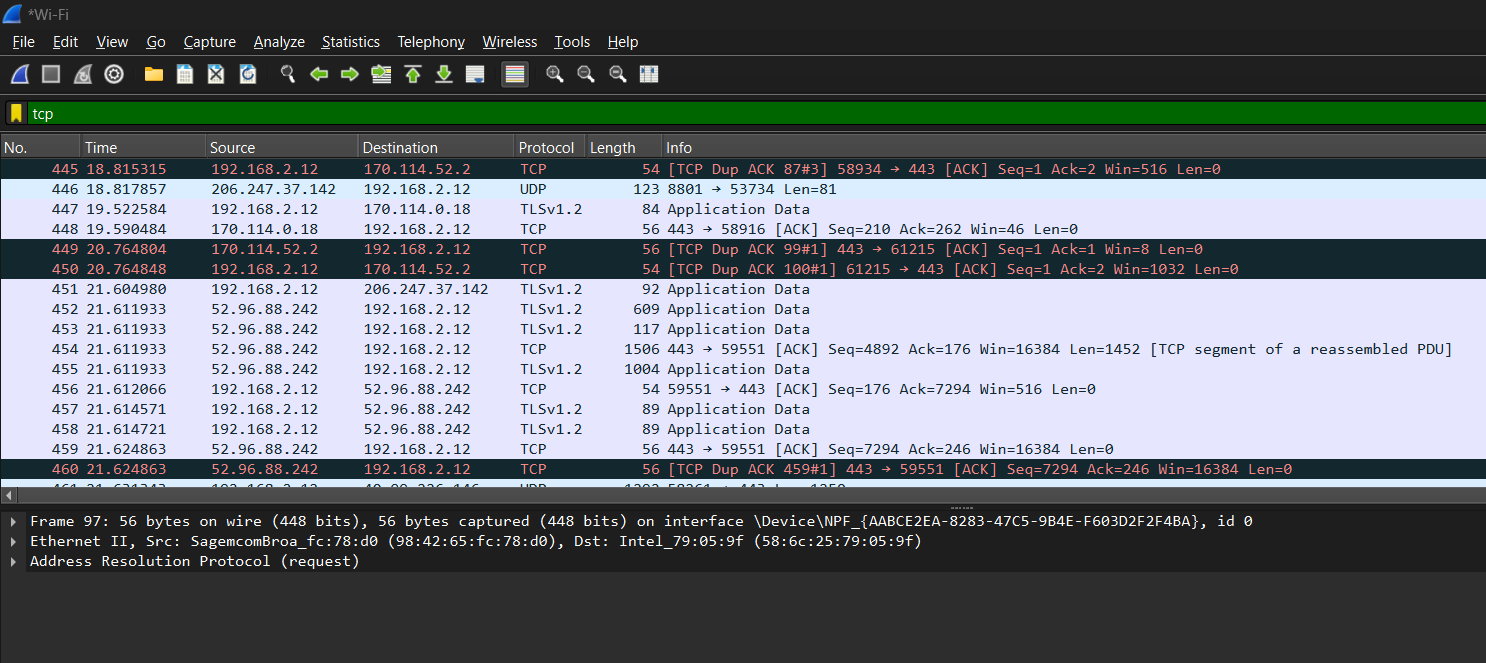 *Wi-Fi
File Edit View Go Capture Analyze Statistics Telephony Wireless Tools Help
tcp
No. Time Source Destination Protocol Length Info
445 18.815315 192.168.2.12 170.114.52.2 TCP 54 [TCP Dup ACK 87#3] 58934 → 443 [ACK] Seq=1 Ack=2 Win=516 Len=0
446 18.817857 206.247.37.142 192.168.2.12 UDP 123 8801 → 53734 Len=81
447 19.522584 192.168.2.12 170.114.0.18 TLSv1.2 84 Application Data
448 19.590484 170.114.0.18 192.168.2.12 TCP 56 443 → 58916 [ACK] Seq=210 Ack=262 Win=46 Len=0
449 20.764804 170.114.52.2 192.168.2.12 TCP 56 [TCP Dup ACK 99#1] 443 → 61215 [ACK] Seq=1 Ack=1 Win=8 Len=0
450 20.764848 192.168.2.12 170.114.52.2 TCP 54 [TCP Dup ACK 100#1] 61215 → 443 [ACK] Seq=1 Ack=2 Win=1032 Len=0
451 21.604980 192.168.2.12 206.247.37.142 TLSv1.2 92 Application Data
452 21.611933 52.96.88.242 192.168.2.12 TLSv1.2 609 Application Data
453 21.611933 52.96.88.242 192.168.2.12 TLSv1.2 117 Application Data
454 21.611933 52.96.88.242 192.168.2.12 TCP 1506 443 → 59551 [ACK] Seq=4892 Ack=176 Win=16384 Len=1452 [TCP segment of a reassembled PDU]
455 21.611933 52.96.88.242 192.168.2.12 TLSv1.2 1004 Application Data
456 21.612066 192.168.2.12 52.96.88.242 TCP 54 59551 → 443 [ACK] Seq=176 Ack=7294 Win=516 Len=0
457 21.614571 192.168.2.12 52.96.88.242 TLSv1.2 89 Application Data
458 21.614721 192.168.2.12 52.96.88.242 TLSv1.2 89 Application Data
459 21.624863 52.96.88.242 192.168.2.12 TCP 56 443 → 59551 [ACK] Seq=7294 Ack=246 Win=16384 Len=0
460 21.624863 52.96.88.242 192.168.2.12 TCP 56 [TCP Dup ACK 459#1] 443 → 59551 [ACK] Seq=7294 Ack=246 Win=16384 Len=0
Frame 97: 56 bytes on wire (448 bits), 56 bytes captured (448 bits) on interface \Device\NPF_{AABCE2EA-8283-47C5-9B4E-F603D2F2F4BA}, id 0
Ethernet II, Src: SagemcomBroa_fc:78:d0 (98:42:65:fc:78:d0), Dst: Intel_79:05:9f (58:6c:25:79:05:9f)
Address Resolution Protocol (request)